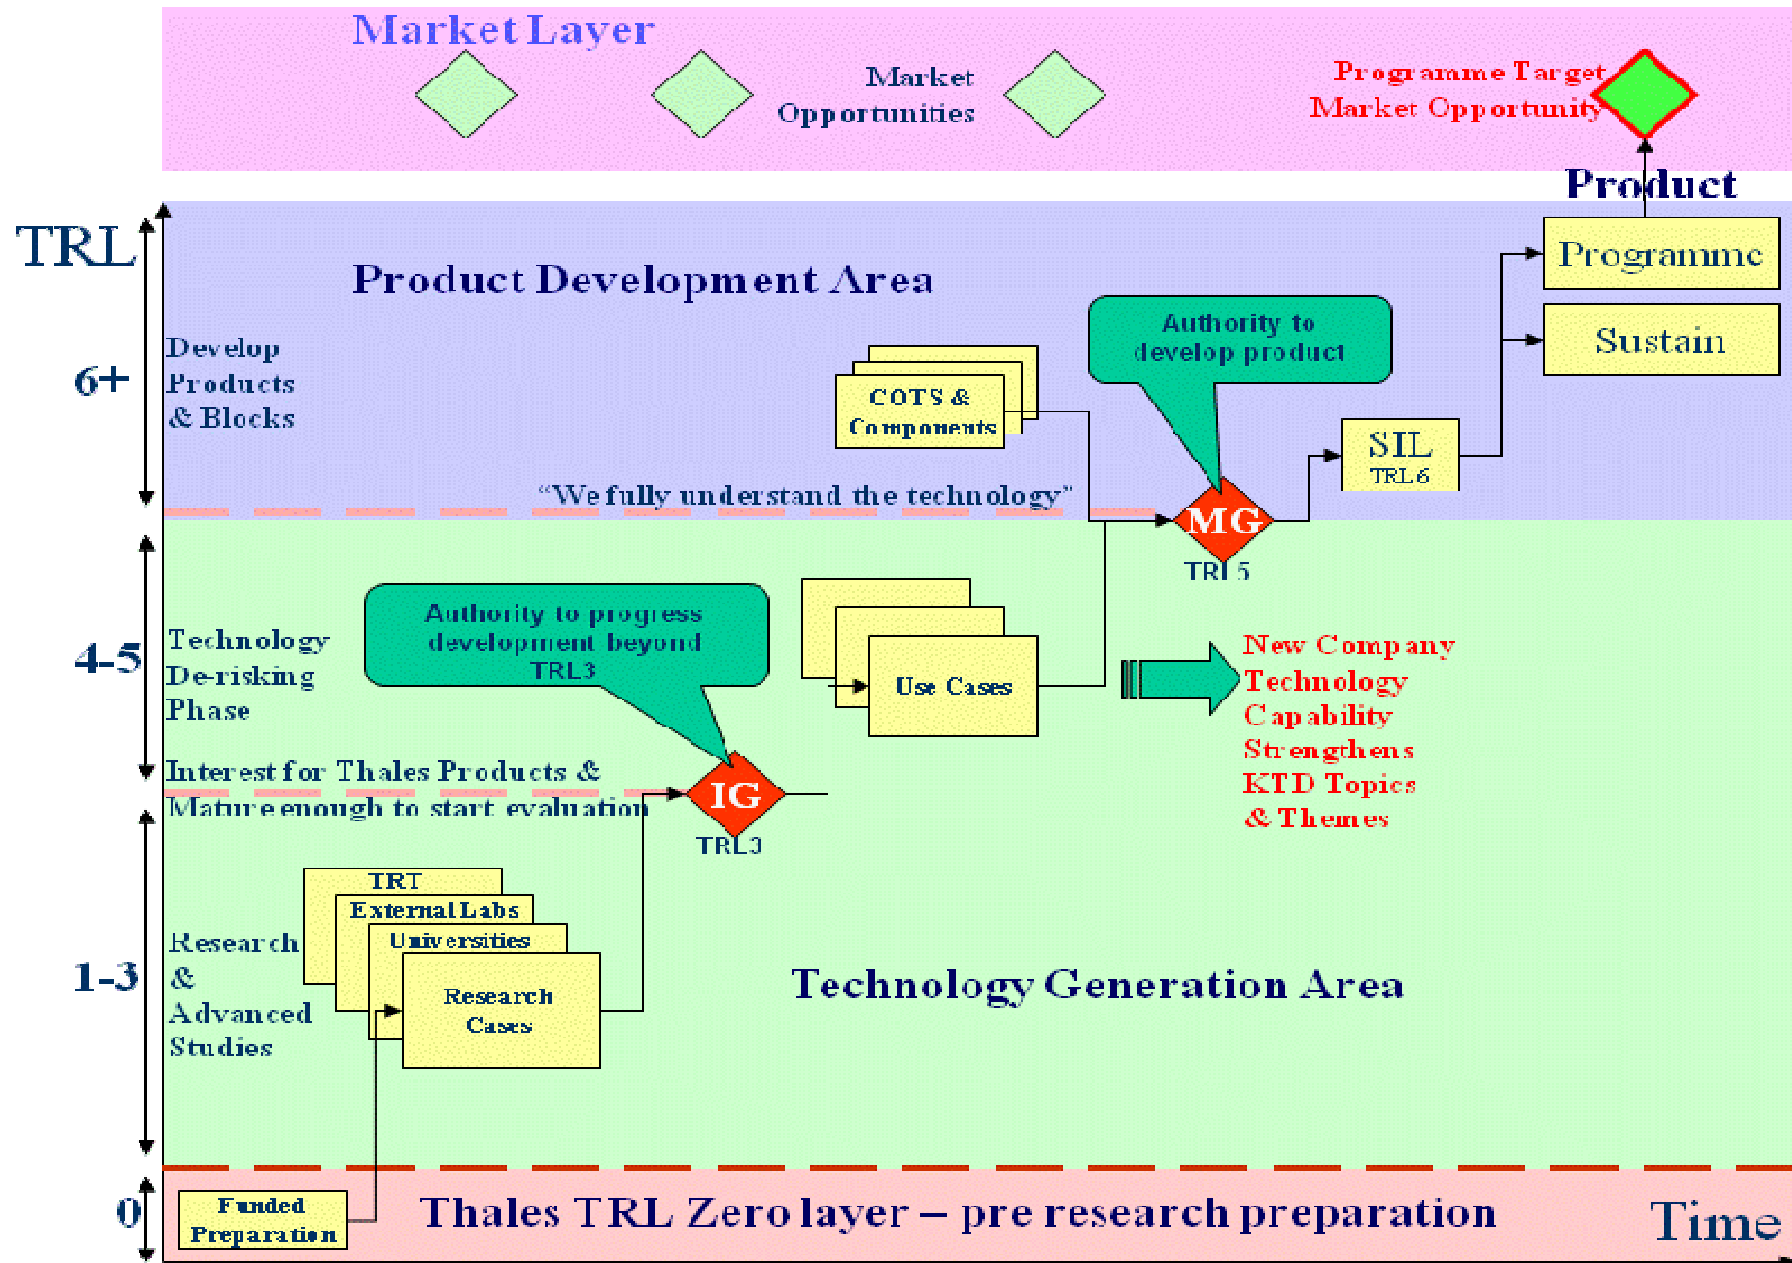 Market Layer
Market
Opportunities
Programme Target
Market Opportunity
Product
TRL
Product Development Area
Programme
Sustain
Authority to
develop product
6+
Develop
Products
& Blocks
COTS &
Components
SIL
TRL6
“We fully understand the technology”
MG
TRL5
4-5
Technology
De-risking
Phase
Authority to progress
development beyond
TRL3
Use Cases
New Company
Technology
Capability
Strengthens
KTD Topics
& Themes
Interest for Thales Products &
Mature enough to start evaluation
IG
TRL3
1-3
Research
&
Advanced
Studies
TRT
External Labs
Universities
Research
Cases
Technology Generation Area
0
Funded
Preparation
Thales TRL Zero layer – pre research preparation
Time